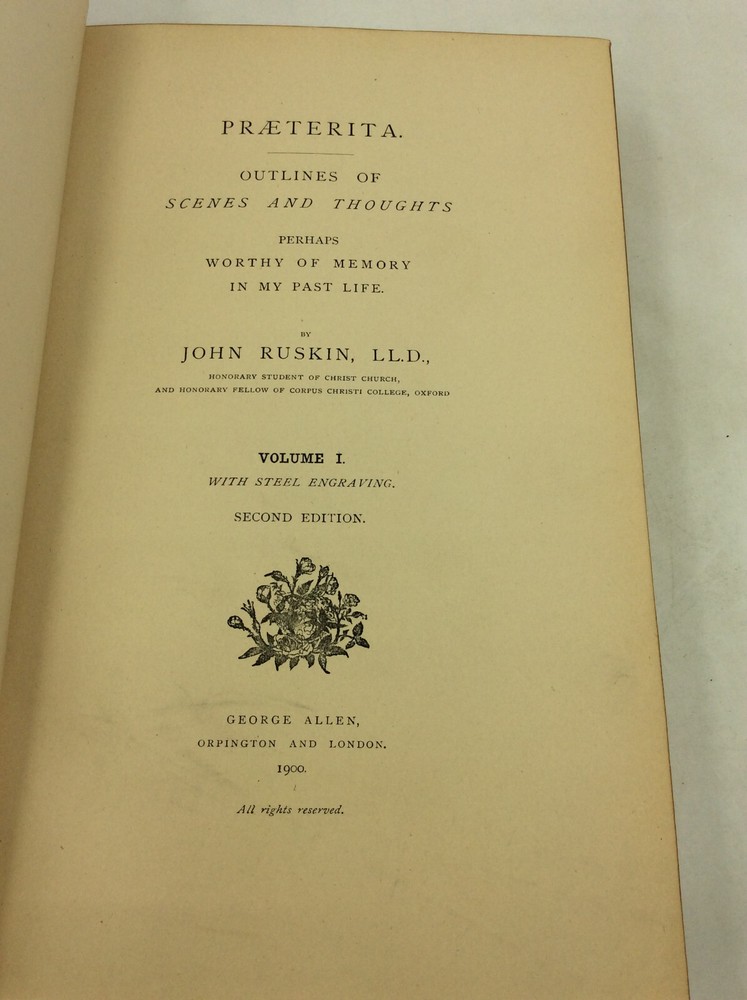 PRÆTERITA.
OUTLINES OF
SCENES AND THOUGHTS
PERHAPS
WORTHY OF MEMORY
IN MY PAST LIFE.
BY
JOHN RUSKIN, LL.D.,
HONORARY STUDENT OF CHRIST CHURCH,
AND HONORARY FELLOW OF CORPUS CHRISTI COLLEGE, OXFORD
VOLUME I.
WITH STEEL ENGRAVING.
SECOND EDITION.
GEORGE ALLEN,
ORPINGTON AND LONDON.
1900.
All rights reserved.